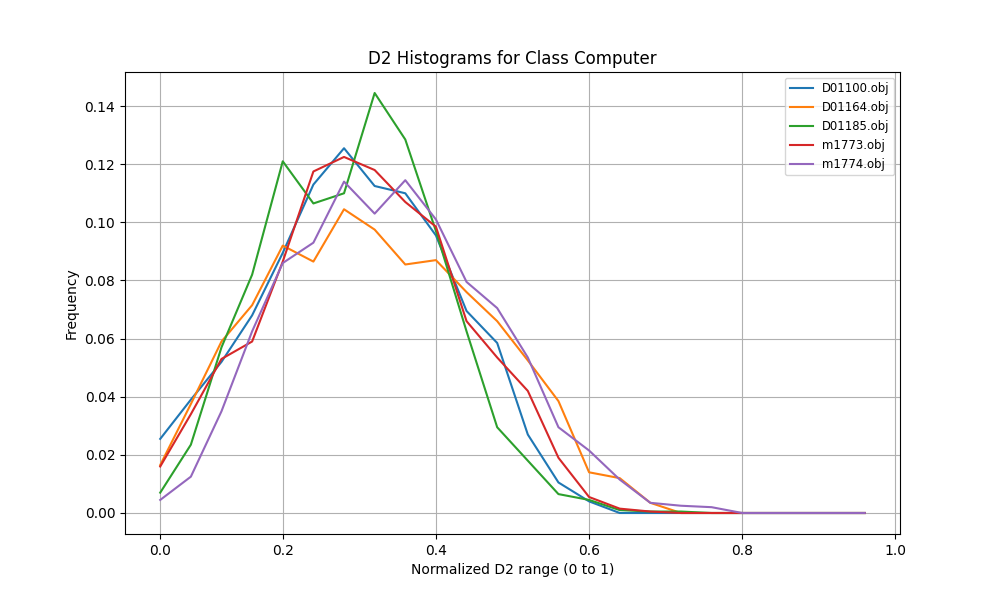 D2 Histograms for Class Computer
D01100.obj
D01164.obj
D01185.obj
m1773.obj
m1774.obj
0.14
0.12
0.10
0.08
0.06
0.04
0.02
0.00
Frequency
0.0 0.2 0.4 0.6 0.8 1.0
Normalized D2 range (0 to 1)